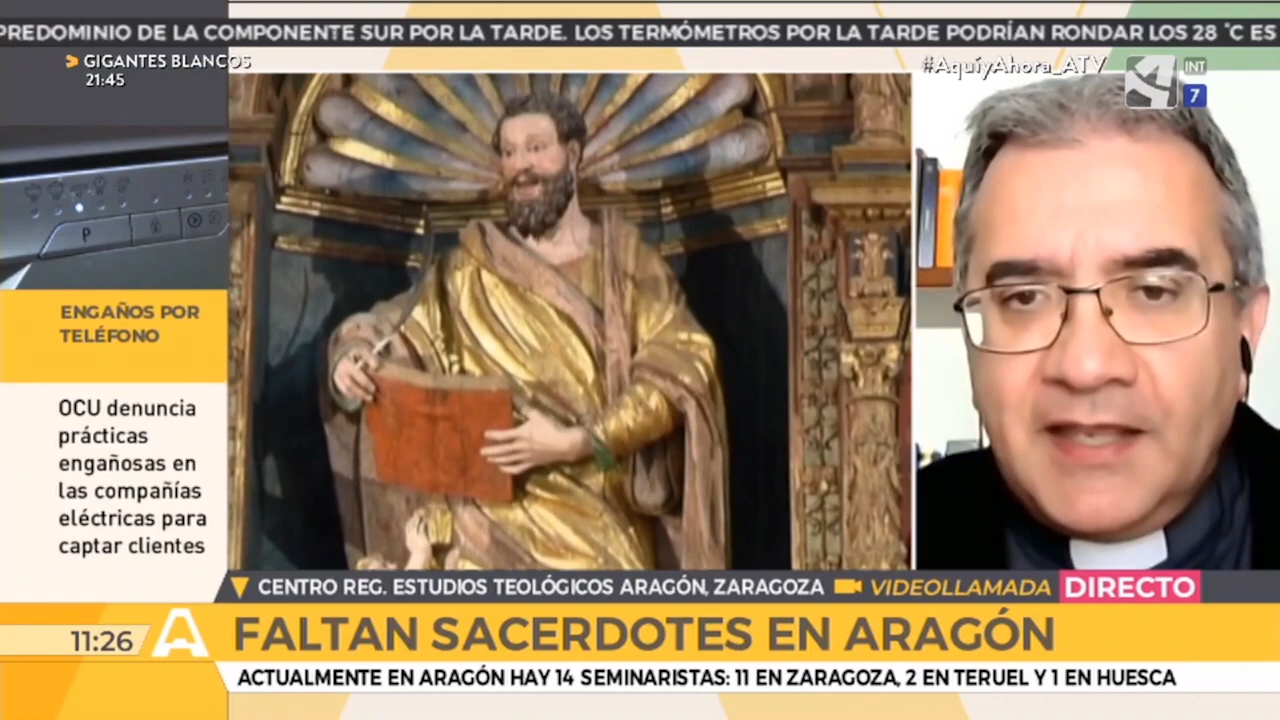 PREDOMINIO DE LA COMPONENTE SUR POR LA TARDE. LOS TERMÓMETROS POR LA TARDE PODRÍAN RONDAR LOS 28 °C ES
GIGANTES BLANCOS
21:45
#AquíyAhora_ATV
INT
7
P
ENGAÑOS POR
TELÉFONO
OCU denuncia
prácticas
engañosas en
las compañías
eléctricas para
captar clientes
CENTRO REG. ESTUDIOS TEOLÓGICOS ARAGÓN, ZARAGOZA
VIDEOLLAMADA
DIRECTO
11:26
FALTAN SACERDOTES EN ARAGÓN
ACTUALMENTE EN ARAGÓN HAY 14 SEMINARISTAS: 11 EN ZARAGOZA, 2 EN TERUEL Y 1 EN HUESCA